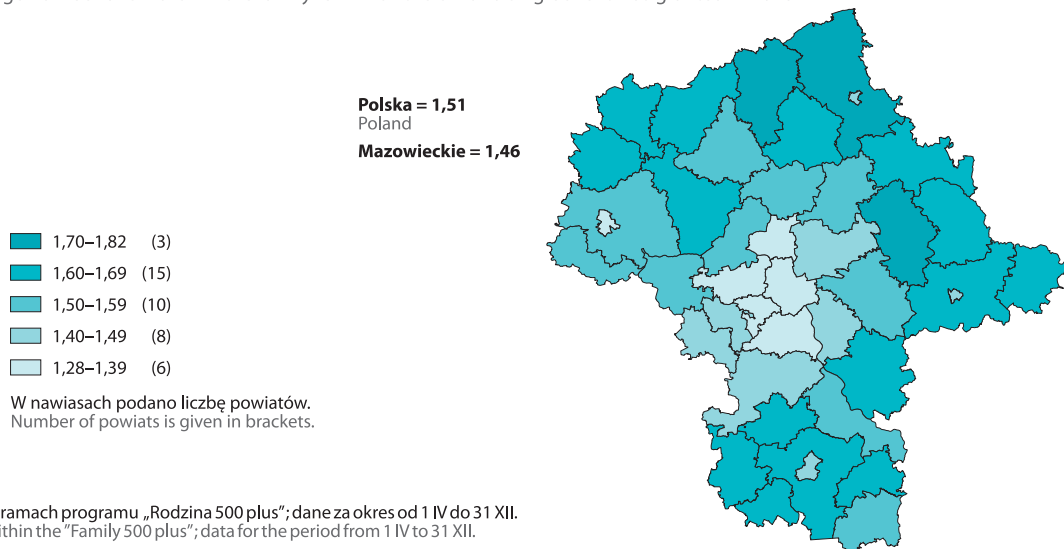 Polska = 1,51
Poland
Mazowieckie = 1,46
1,70–1,82 (3)
1,60–1,69 (15)
1,50–1,59 (10)
1,40–1,49 (8)
1,28–1,39 (6)
W nawiasach podano liczbę powiatów.
Number of powiats is given in brackets.
ramach programu „Rodzina 500 plus”; dane za okres od 1 IV do 31 XII.
ithin the ”Family 500 plus”; data for the period from 1 IV to 31 XII.